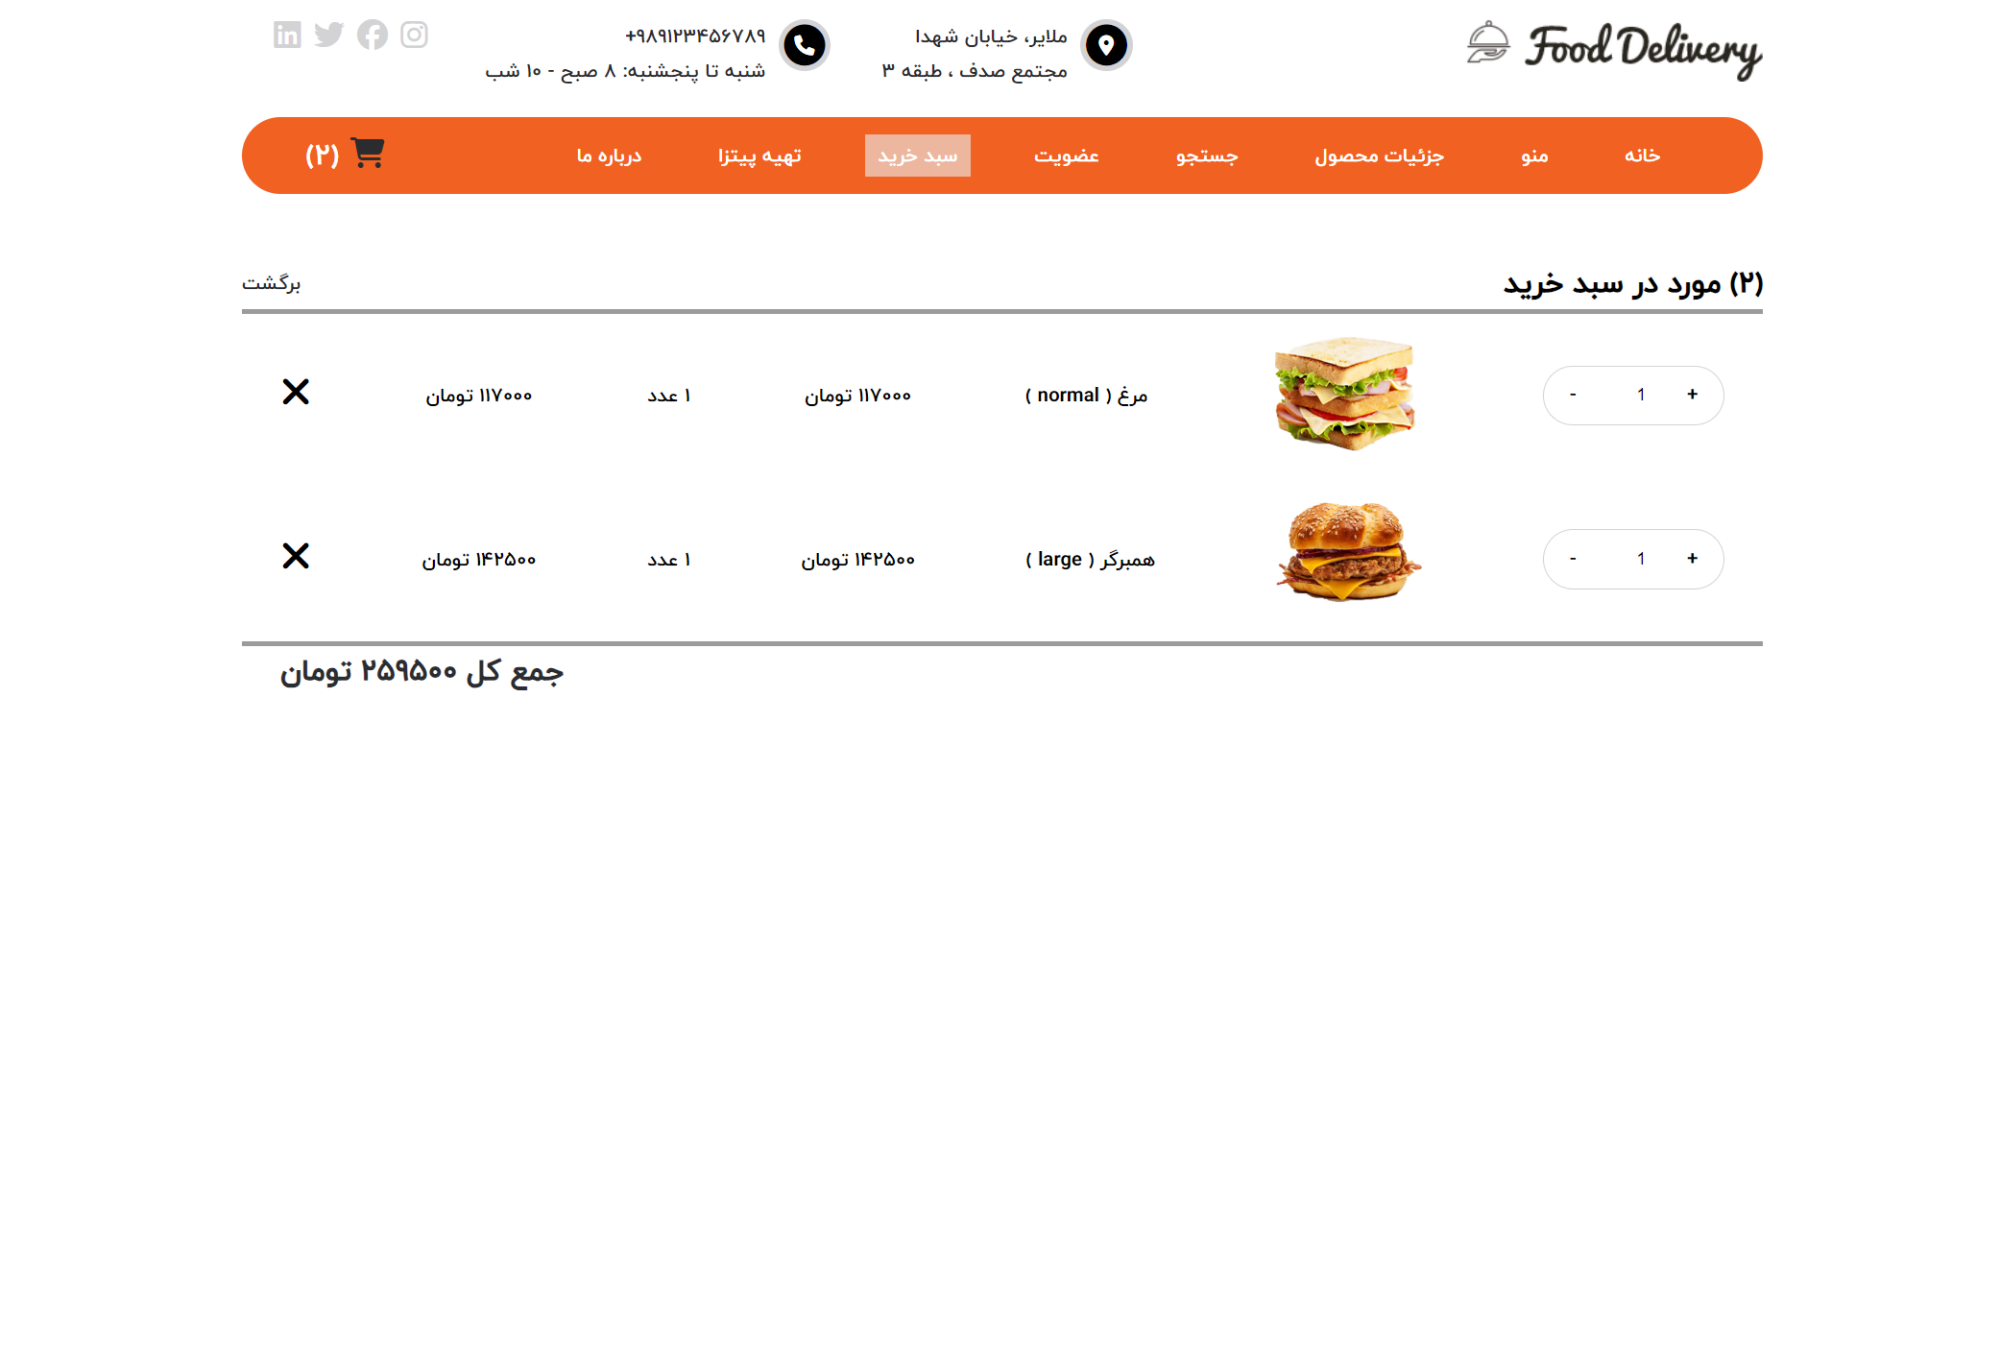 Food Delivery
ملایر، خیابان شهدا
مجتمع صدف ، طبقه ۳
+۹۸۹۱۲۳۴۵۶۷۸۹
شنبه تا پنجشنبه: ۸ صبح - ۱۰ شب
خانه منو جزئیات محصول جستجو عضویت سبد خرید تهیه پیتزا درباره ما (۲)
(۲) مورد در سبد خرید برگشت
+ 1 - مرغ ( normal ) ۱۱۷۰۰۰ تومان ۱ عدد ۱۱۷۰۰۰ تومان
+ 1 - همبرگر ( large ) ۱۴۲۵۰۰ تومان ۱ عدد ۱۴۲۵۰۰ تومان
جمع کل ۲۵۹۵۰۰ تومان